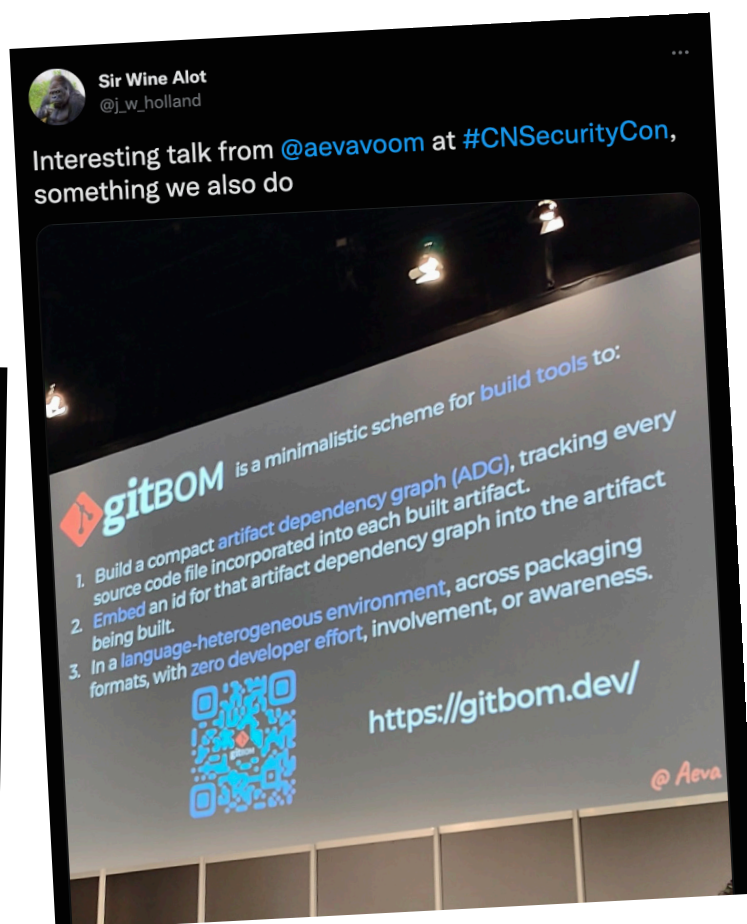 Sir Wine Alot
@j_w_holland
Interesting talk from @aevavoom at #CNSecurityCon,
something we also do
gitBOM is a minimalistic scheme for build tools to:
1. Build a compact artifact dependency graph (ADG), tracking every
source code file incorporated into each built artifact.
2. Embed an id for that artifact dependency graph into the artifact
being built.
3. In a language-heterogeneous environment, across packaging
formats, with zero developer effort, involvement, or awareness.
gitBOM
https://gitbom.dev/
@ Aeva